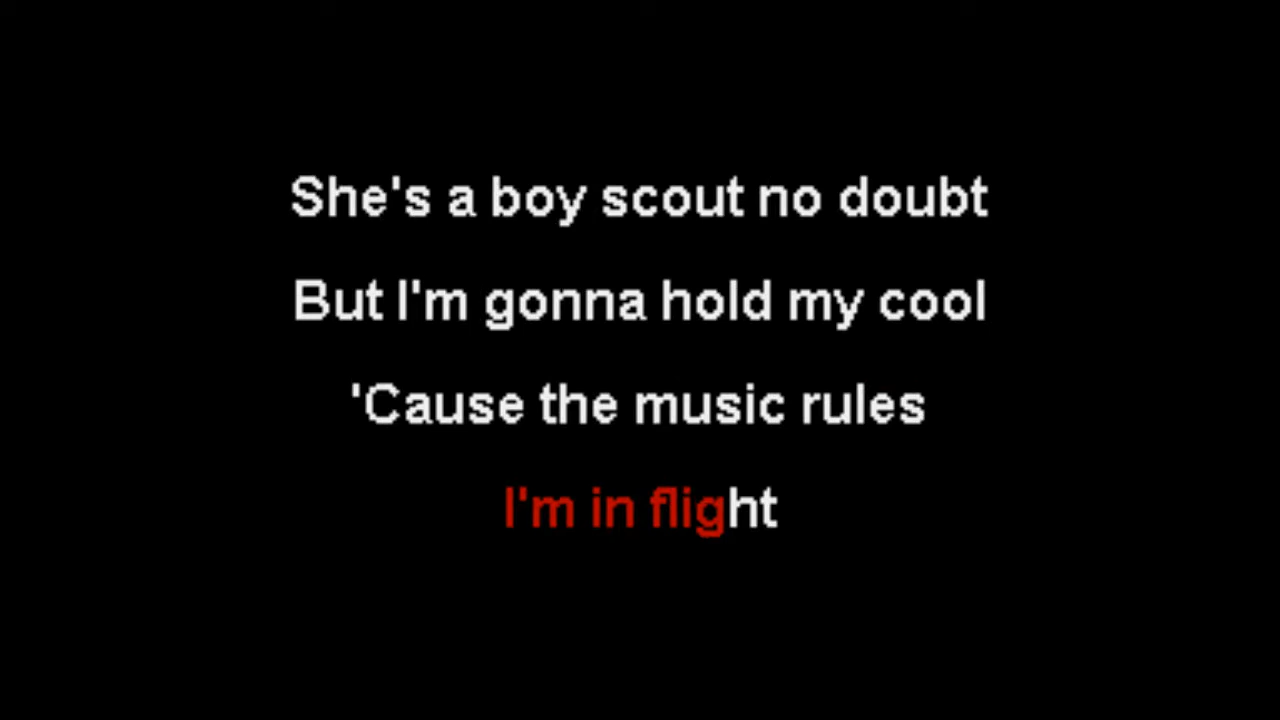 She's a boy scout no doubt
But I'm gonna hold my cool
'Cause the music rules
I'm in flight